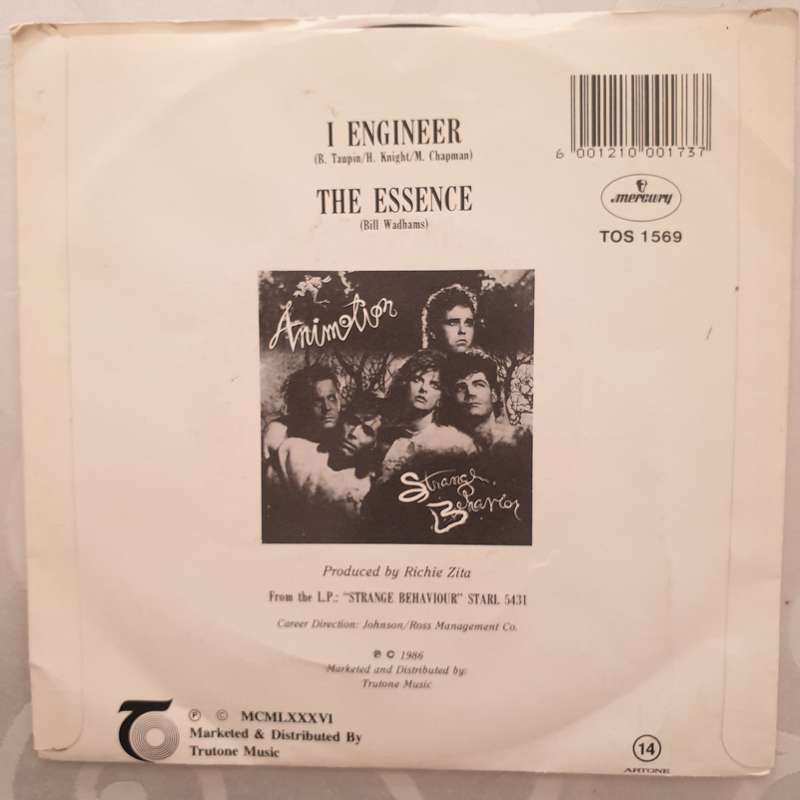 I ENGINEER
(B. Taupin/H. Knight/M. Chapman)
THE ESSENCE
(Bill Wadhams)
6 001210 001737
mercury
TOS 1569
Animotion
Strange
Behavior
Produced by Richie Zita
From the L.P.: "STRANGE BEHAVIOUR" STARL 5431
Career Direction: Johnson/Ross Management Co.
℗ © 1986
Marketed and Distributed by:
Trutone Music
℗ © MCMLXXXVI
Marketed & Distributed By
Trutone Music
14
ARTONE